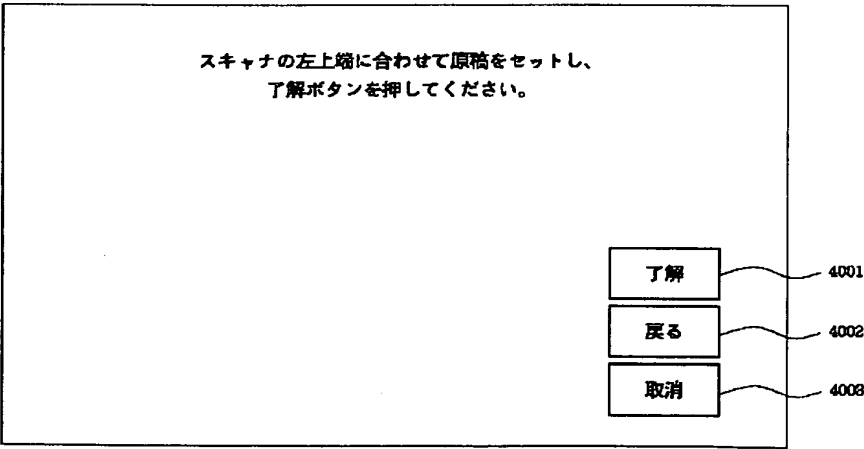 スキャナの左上端に合わせて原稿をセットし、
了解ボタンを押してください。
了解 4001
戻る 4002
取消 4003